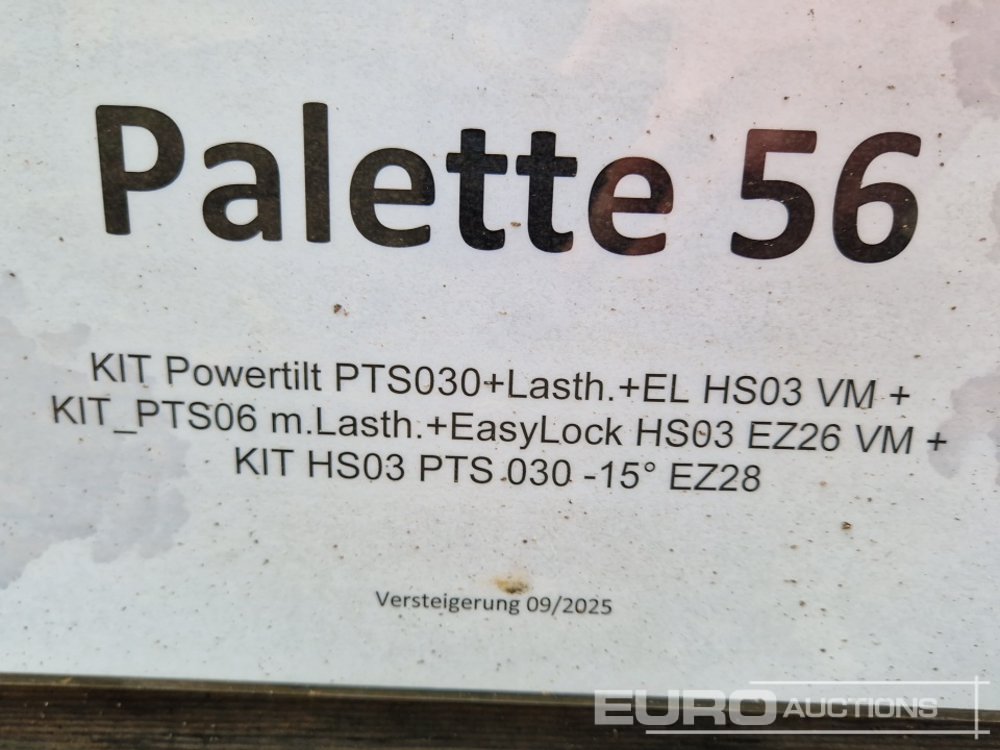 Palette 56
KIT Powertilt PTS030+Lasth.+EL HS03 VM +
KIT_PTS06 m.Lasth.+EasyLock HS03 EZ26 VM +
KIT HS03 PTS 030 -15° EZ28
Versteigerung 09/2025
EURO AUCTIONS